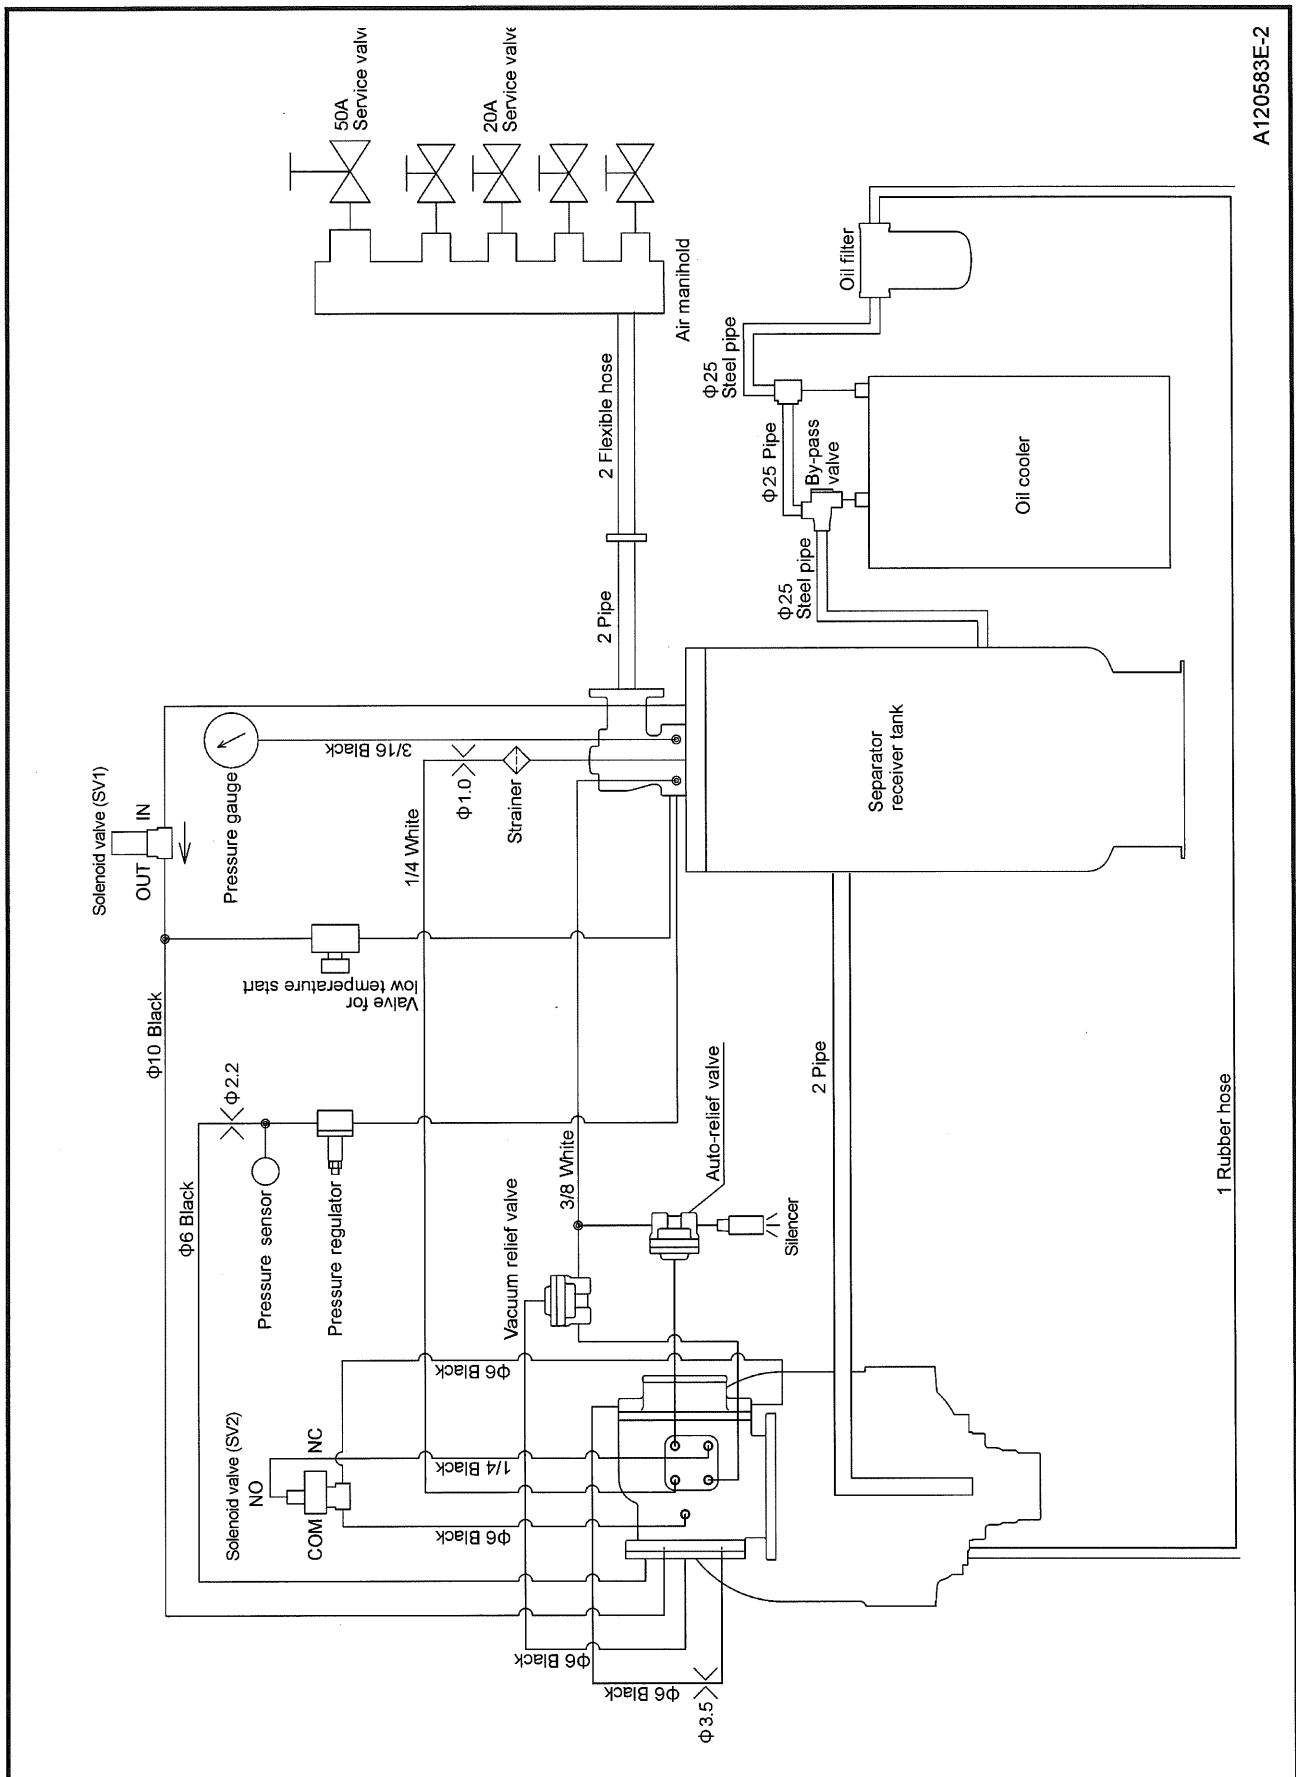 Solenoid valve (SV2)
NO
NC
COM
Φ6 Black
Φ6 Black
1/4 Black
Φ6 Black
Φ6 Black
Φ3.5
Φ6 Black
Φ2.2
Pressure sensor
Pressure regulator
Φ10 Black
Solenoid valve (SV1)
OUT
IN
Valve for
low temperature start
Pressure gauge
3/16 Black
1/4 White
Φ1.0
Strainer
Vacuum relief valve
3/8 White
Auto-relief valve
Silencer
2 Pipe
2 Pipe
2 Flexible hose
50A
Service valv
20A
Service valve
Air manihold
Separator
receiver tank
Φ25
Steel pipe
Φ25 Pipe
By-pass
valve
Φ25
Steel pipe
Oil filter
Oil cooler
1 Rubber hose
A120583E-2